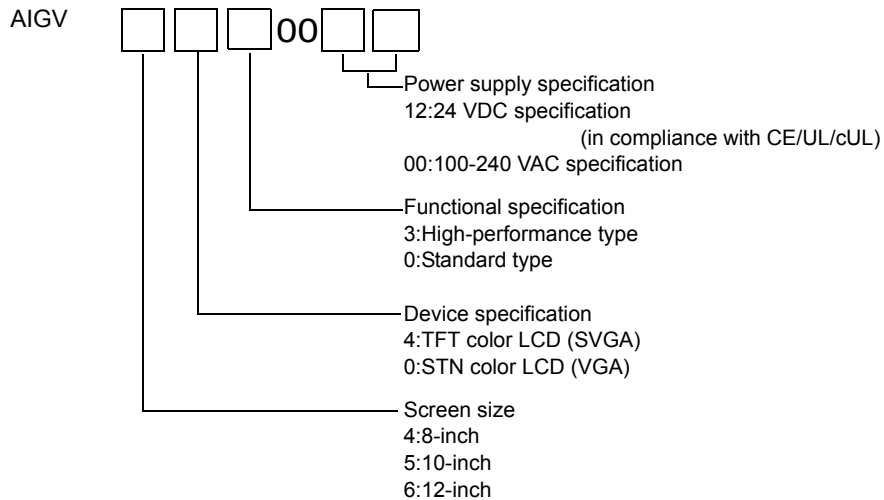 AIGV 00
Power supply specification
12:24 VDC specification
(in compliance with CE/UL/cUL)
00:100-240 VAC specification
Functional specification
3:High-performance type
0:Standard type
Device specification
4:TFT color LCD (SVGA)
0:STN color LCD (VGA)
Screen size
4:8-inch
5:10-inch
6:12-inch